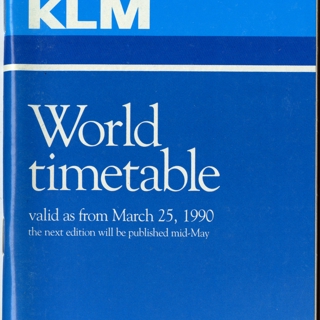 KLM
World
timetable
valid as from March 25, 1990
the next edition will be published mid-May